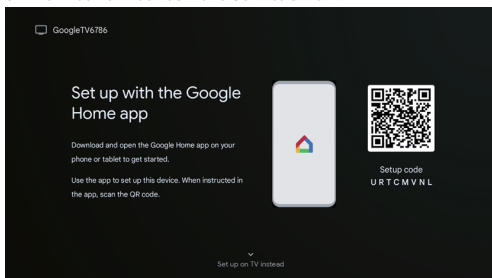 GoogleTV6786
Set up with the Google
Home app
Download and open the Google Home app on your
phone or tablet to get started.
Use the app to set up this device. When instructed in
the app, scan the QR code.
Setup code
URTCMVNL
Set up on TV instead